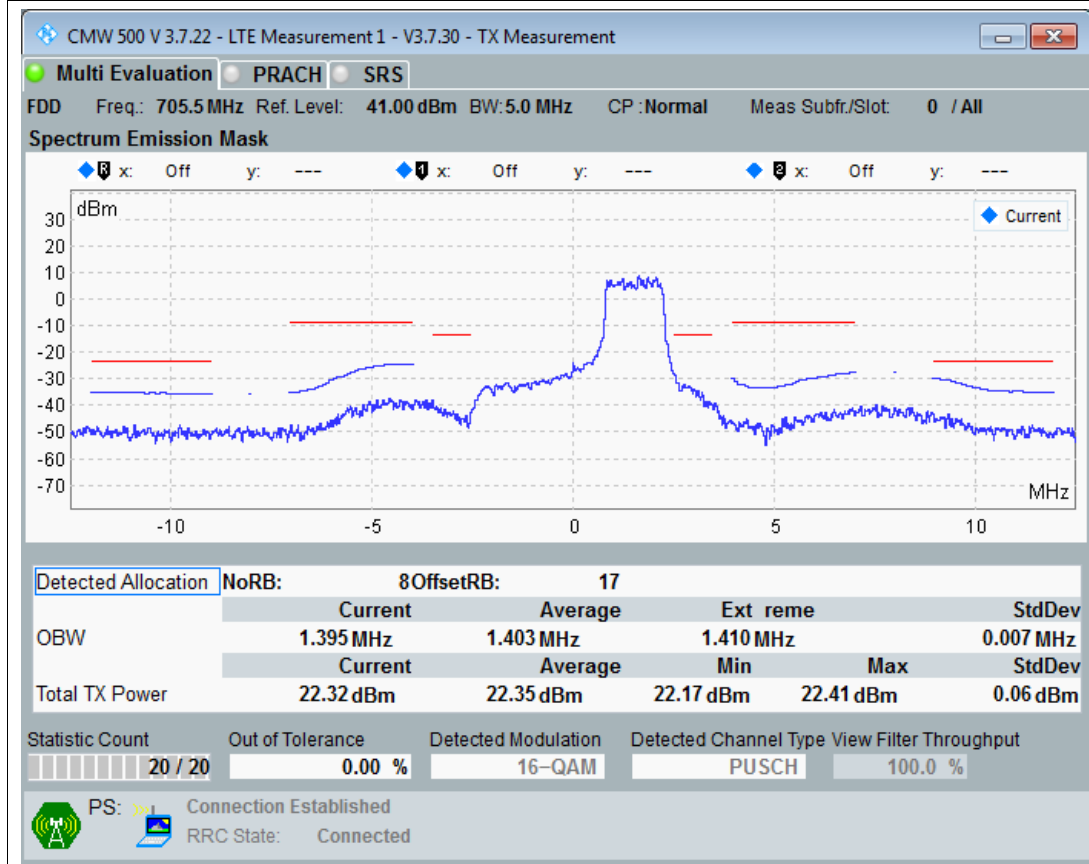 CMW 500 V 3.7.22 - LTE Measurement 1 - V3.7.30 - TX Measurement
Multi Evaluation PRACH SRS
FDD Freq.: 705.5 MHz Ref. Level: 41.00 dBm BW: 5.0 MHz CP : Normal Meas Subfr./Slot: 0 / All
Spectrum Emission Mask
R x: Off y: --- 1 x: Off y: --- 2 x: Off y: ---
dBm
Current
30
20
10
0
-10
-20
-30
-40
-50
-60
-70
MHz
-10 -5 0 5 10
Detected Allocation NoRB: 8 OffsetRB: 17
Current Average Ext reme StdDev
OBW 1.395 MHz 1.403 MHz 1.410 MHz 0.007 MHz
Current Average Min Max StdDev
Total TX Power 22.32 dBm 22.35 dBm 22.17 dBm 22.41 dBm 0.06 dBm
Statistic Count Out of Tolerance Detected Modulation Detected Channel Type View Filter Throughput
20 / 20 0.00 % 16-QAM PUSCH 100.0 %
PS: Connection Established
RRC State: Connected